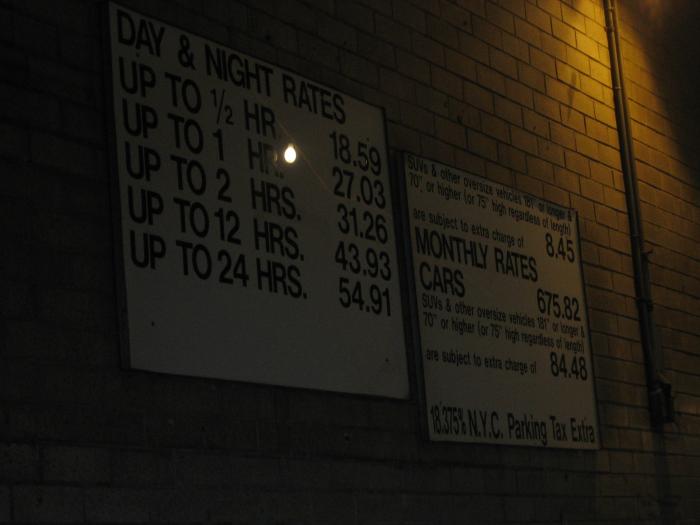 DAY & NIGHT RATES
UP TO ½ HR 18.59
UP TO 1 HR. 27.03
UP TO 2 HRS. 31.26
UP TO 12 HRS. 43.93
UP TO 24 HRS. 54.91
SUVs & other oversize vehicles 181" or longer &
70" or higher (or 75" high regardless of length)
are subject to extra charge of 8.45
MONTHLY RATES
CARS 675.82
SUVs & other oversize vehicles 181" or longer &
70" or higher (or 75" high regardless of length)
are subject to extra charge of 84.48
18.375% N.Y.C. Parking Tax Extra